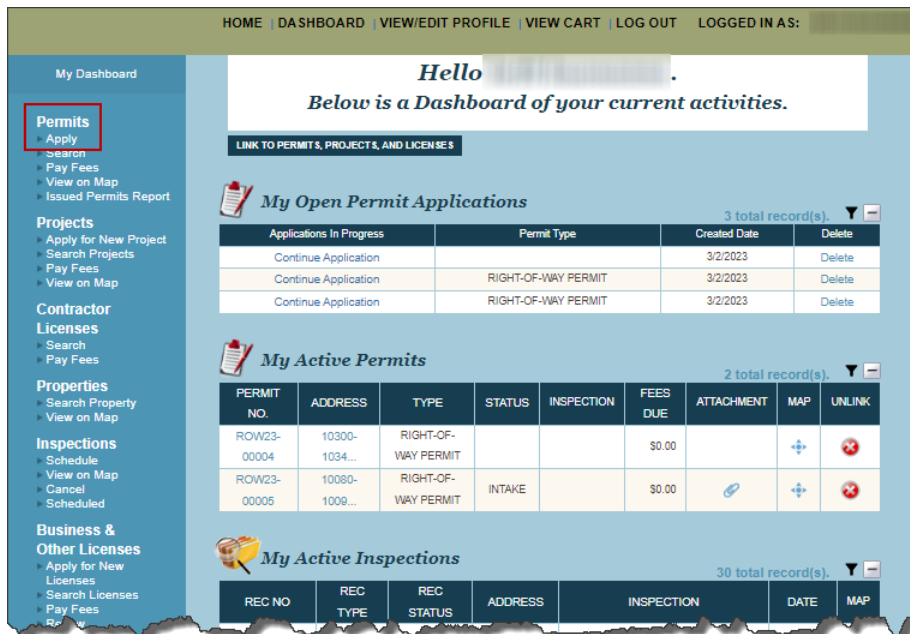 HOME | DASHBOARD | VIEW/EDIT PROFILE | VIEW CART | LOG OUT LOGGED IN AS:
My Dashboard
Permits
Apply
Search
Pay Fees
View on Map
Issued Permits Report
Projects
Apply for New Project
Search Projects
Pay Fees
View on Map
Contractor
Licenses
Search
Pay Fees
Properties
Search Property
View on Map
Inspections
Schedule
View on Map
Cancel
Scheduled
Business &
Other Licenses
Apply for New
Licenses
Search Licenses
Pay Fees
Hello .
Below is a Dashboard of your current activities.
LINK TO PERMITS, PROJECTS, AND LICENSES
My Open Permit Applications
3 total record(s).
Applications In Progress Permit Type Created Date Delete
Continue Application 3/2/2023 Delete
Continue Application RIGHT-OF-WAY PERMIT 3/2/2023 Delete
Continue Application RIGHT-OF-WAY PERMIT 3/2/2023 Delete
My Active Permits
2 total record(s).
PERMIT NO. ADDRESS TYPE STATUS INSPECTION FEES DUE ATTACHMENT MAP UNLINK
ROW23-00004 10300-1034... RIGHT-OF-WAY PERMIT $0.00
ROW23-00005 10080-1009... RIGHT-OF-WAY PERMIT INTAKE $0.00
My Active Inspections
30 total record(s).
REC NO REC TYPE REC STATUS ADDRESS INSPECTION DATE MAP